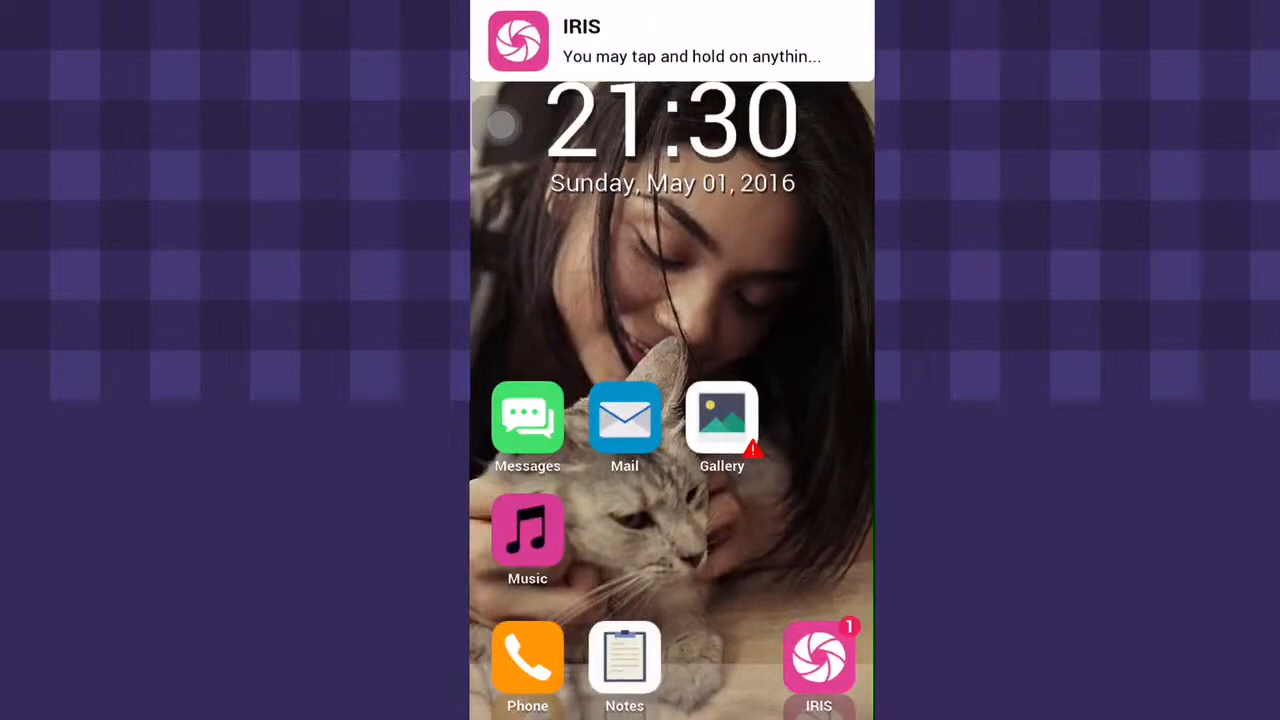 IRIS
You may tap and hold on anythin...
21:30
Sunday, May 01, 2016
Messages
Mail
Gallery
Music
1
Phone
Notes
IRIS